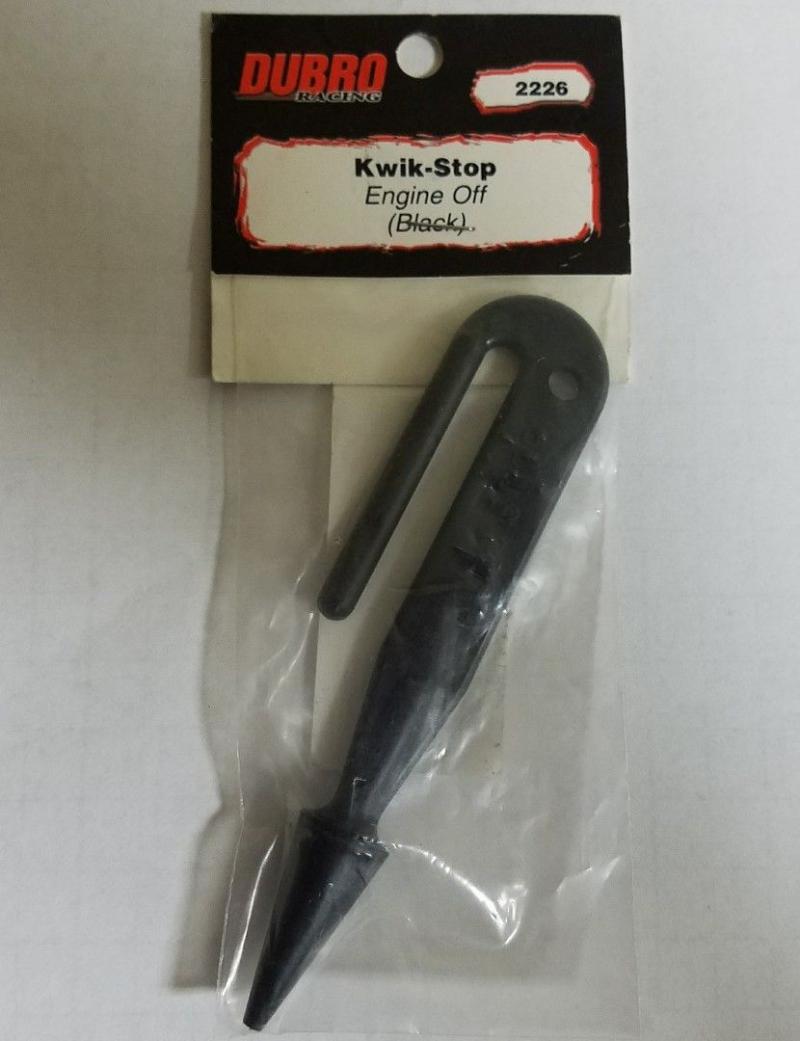 DUBRO
RACING
2226
Kwik-Stop
Engine Off
(Black)